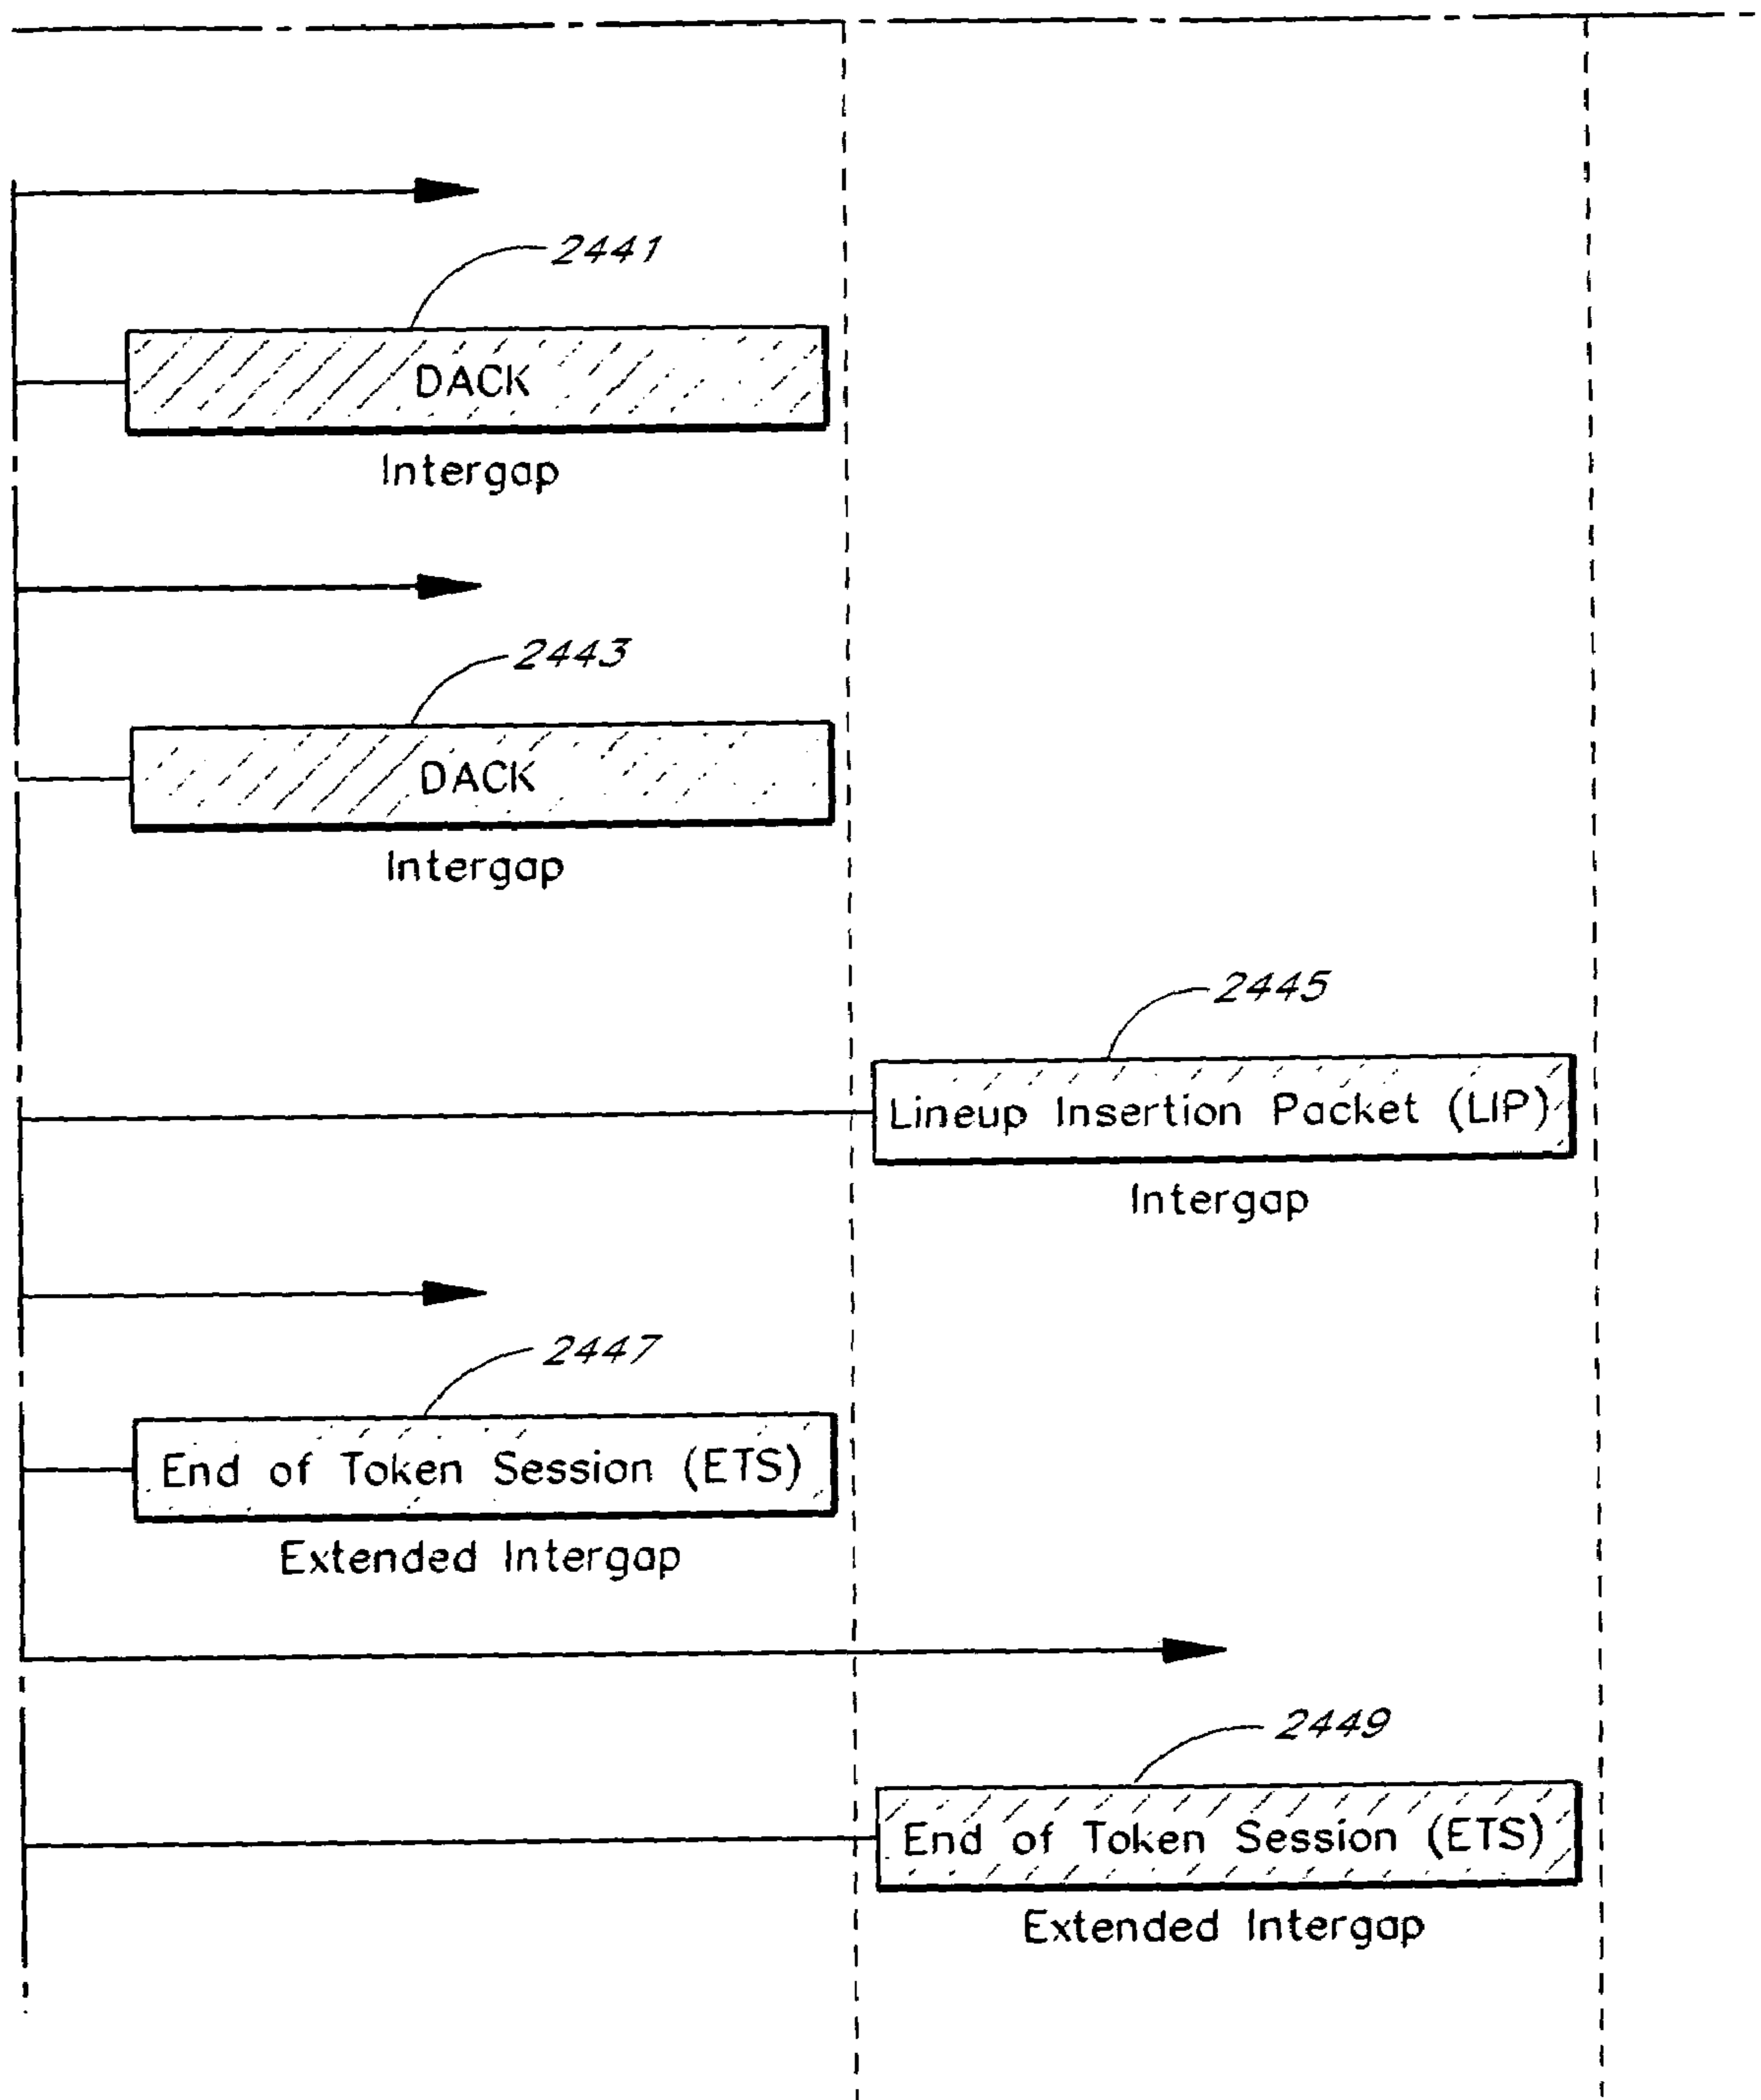 2441
DACK
Intergap
2443
DACK
Intergap
2445
Lineup Insertion Packet (LIP)
Intergap
2447
End of Token Session (ETS)
Extended Intergap
2449
End of Token Session (ETS)
Extended Intergap